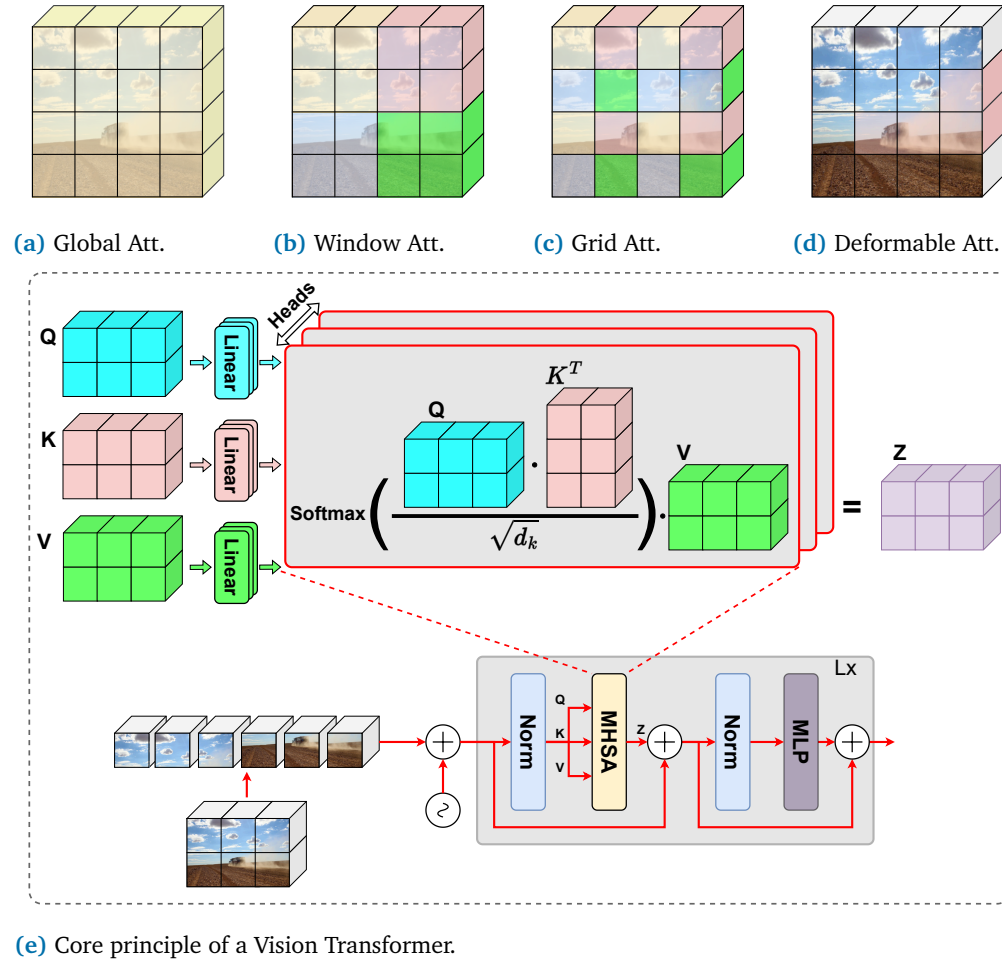 (a) Global Att.
(b) Window Att.
(c) Grid Att.
(d) Deformable Att.
Heads
Q
Linear
K
Linear
V
Linear
Q
K^T
V
Softmax ( · / √d_k ) ·
=
Z
Lx
Norm
Q
K
V
MHSA
Z
Norm
MLP
(e) Core principle of a Vision Transformer.